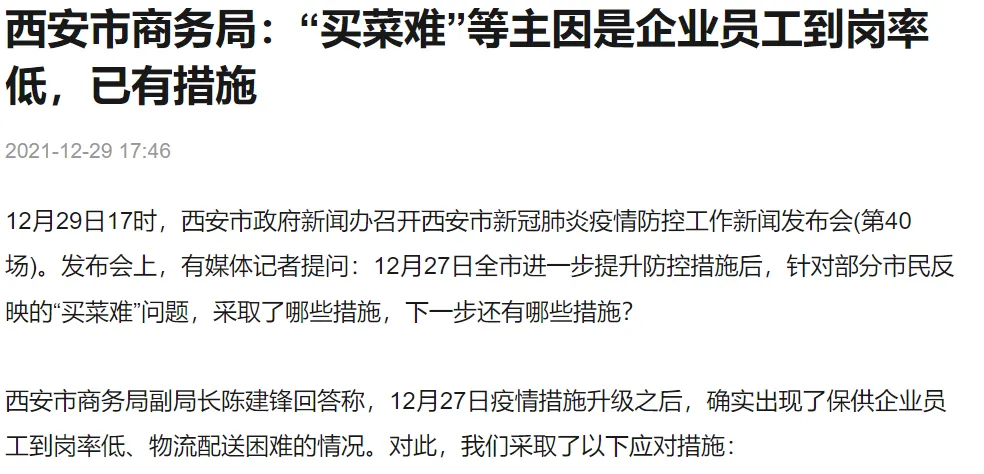 西安市商务局：“买菜难”等主因是企业员工到岗率
低，已有措施
2021-12-29 17:46
12月29日17时，西安市政府新闻办召开西安市新冠肺炎疫情防控工作新闻发布会(第40
场)。发布会上，有媒体记者提问：12月27日全市进一步提升防控措施后，针对部分市民反
映的“买菜难”问题，采取了哪些措施，下一步还有哪些措施？
西安市商务局副局长陈建锋回答称，12月27日疫情措施升级之后，确实出现了保供企业员
工到岗率低、物流配送困难的情况。对此，我们采取了以下应对措施：